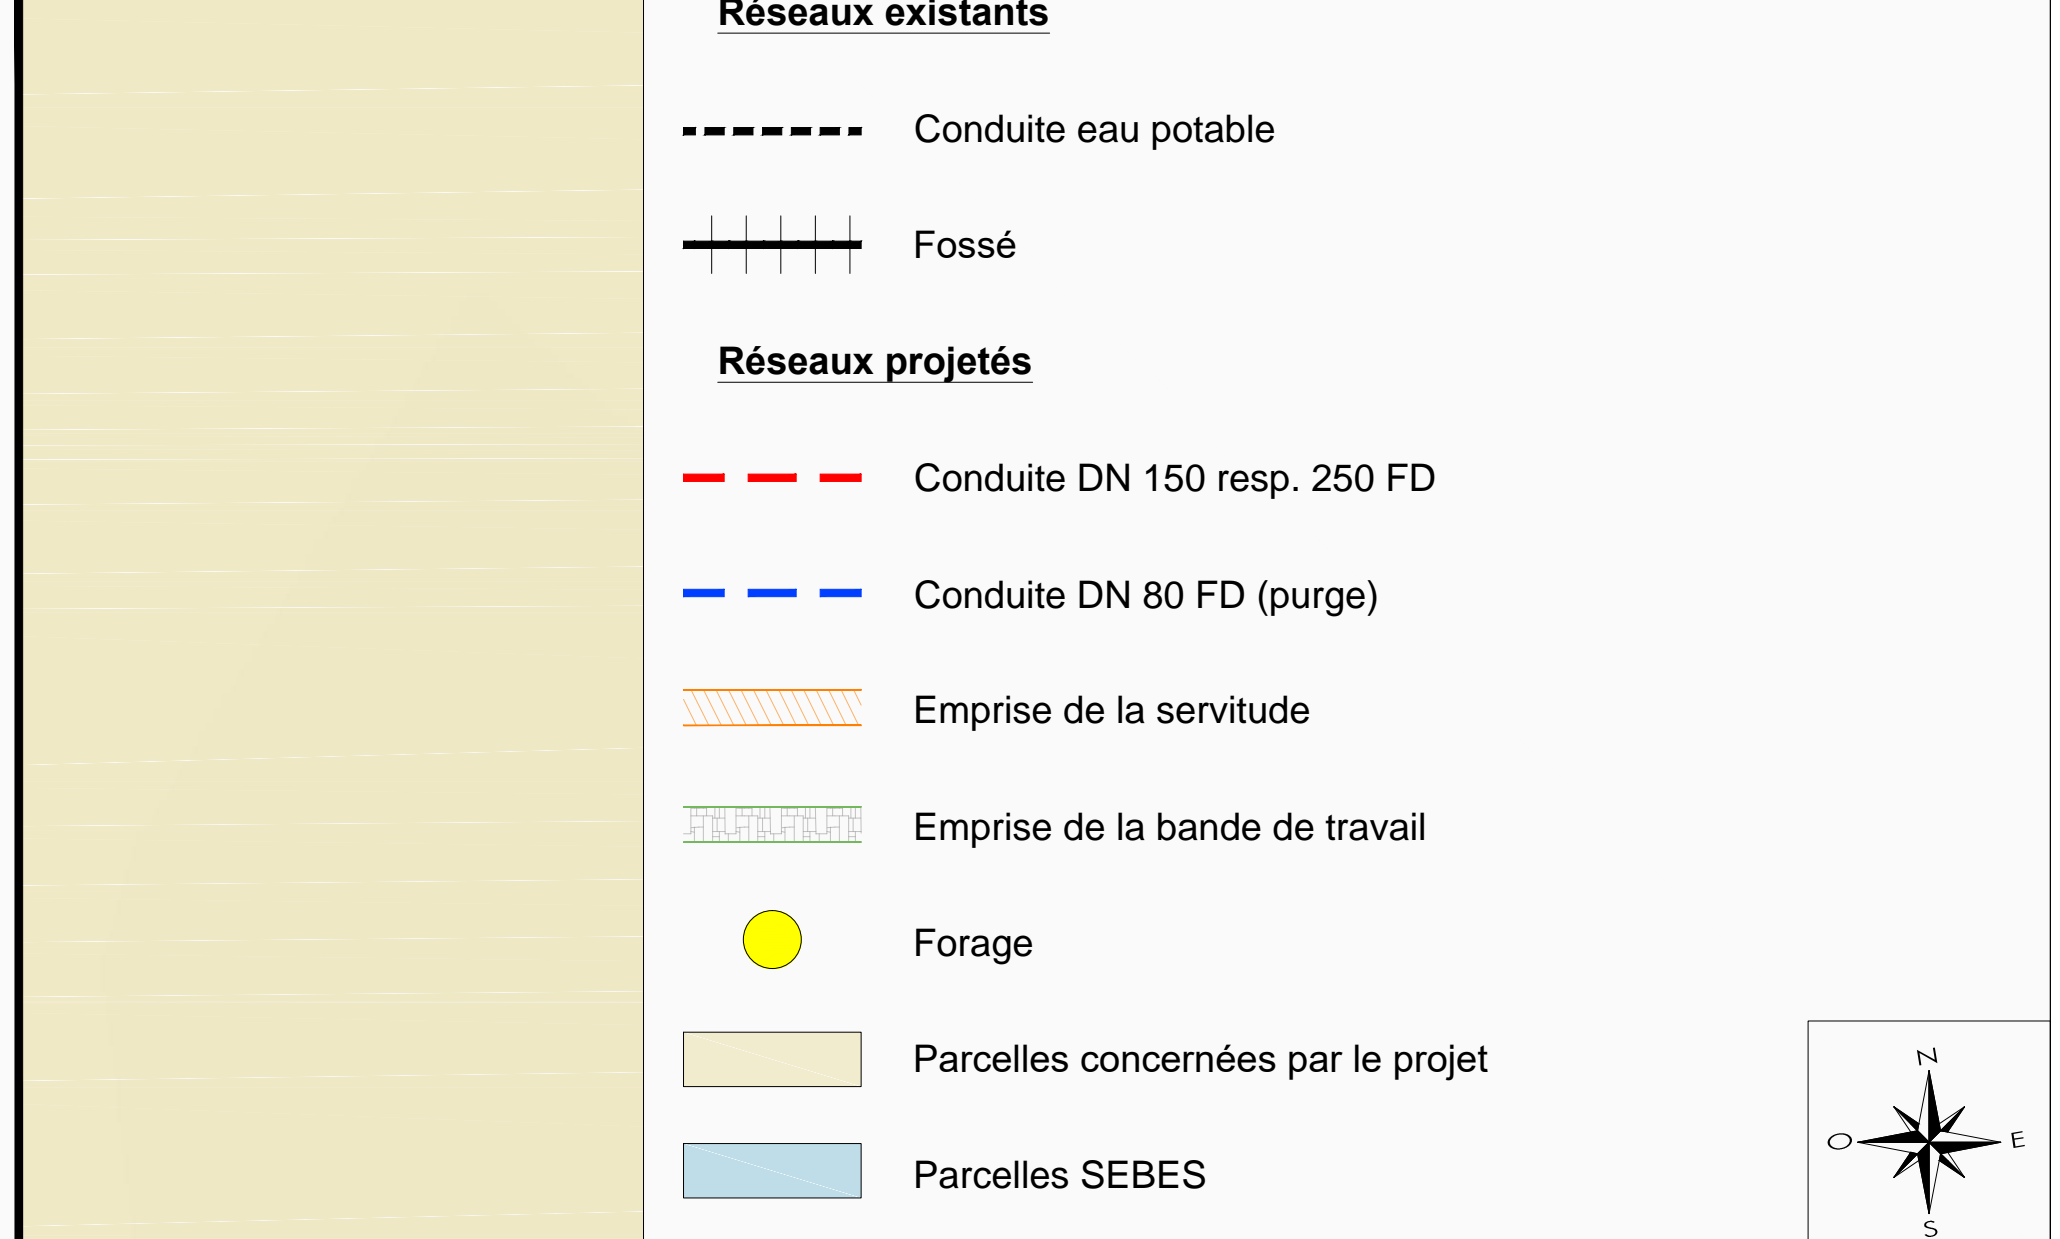 Réseaux existants
Conduite eau potable
Fossé
Réseaux projetés
Conduite DN 150 resp. 250 FD
Conduite DN 80 FD (purge)
Emprise de la servitude
Emprise de la bande de travail
Forage
Parcelles concernées par le projet
Parcelles SEBES
N
O
E
S